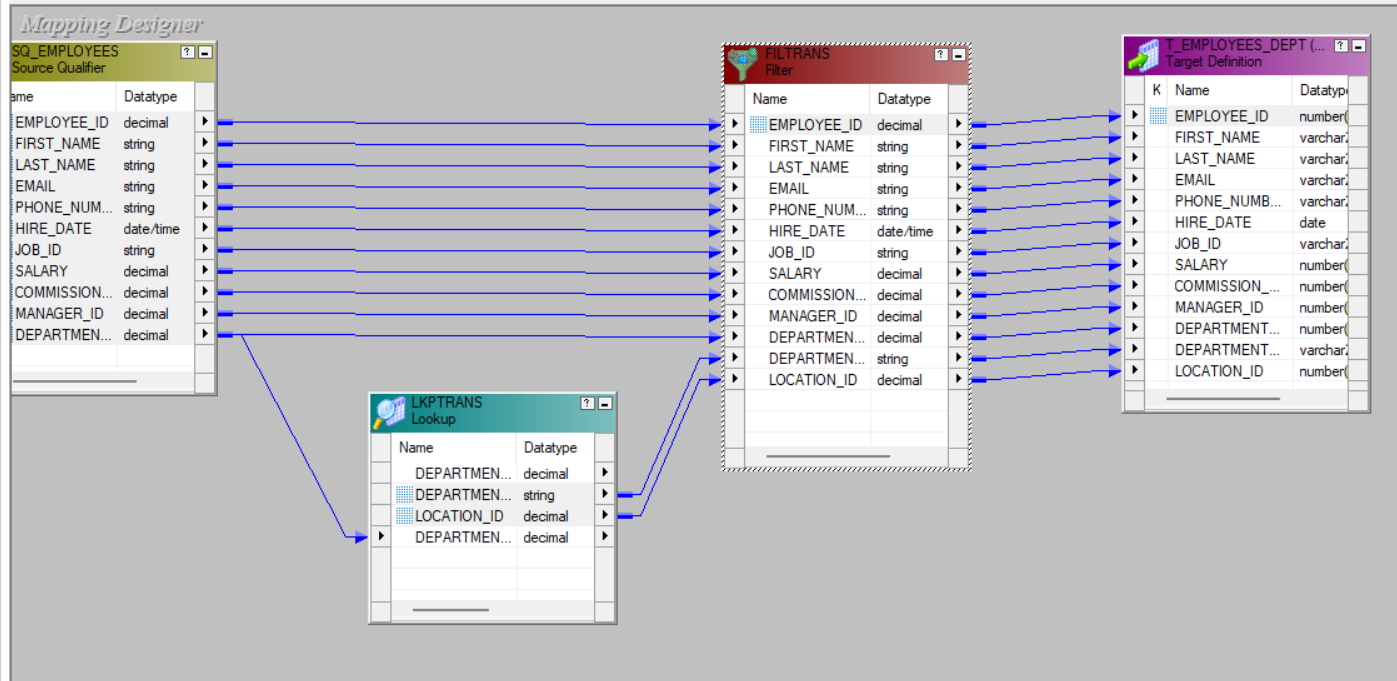 Mapping Designer
SQ_EMPLOYEES
Source Qualifier
ame Datatype
EMPLOYEE_ID decimal
FIRST_NAME string
LAST_NAME string
EMAIL string
PHONE_NUM... string
HIRE_DATE date/time
JOB_ID string
SALARY decimal
COMMISSION... decimal
MANAGER_ID decimal
DEPARTMEN... decimal
LKPTRANS
Lookup
Name Datatype
DEPARTMEN... decimal
DEPARTMEN... string
LOCATION_ID decimal
DEPARTMEN... decimal
FILTRANS
Filter
Name Datatype
EMPLOYEE_ID decimal
FIRST_NAME string
LAST_NAME string
EMAIL string
PHONE_NUM... string
HIRE_DATE date/time
JOB_ID string
SALARY decimal
COMMISSION... decimal
MANAGER_ID decimal
DEPARTMEN... decimal
DEPARTMEN... string
LOCATION_ID decimal
T_EMPLOYEES_DEPT (...
Target Definition
K Name Datatyp
EMPLOYEE_ID number(
FIRST_NAME varchar2
LAST_NAME varchar2
EMAIL varchar2
PHONE_NUMB... varchar2
HIRE_DATE date
JOB_ID varchar2
SALARY number(
COMMISSION_... number(
MANAGER_ID number(
DEPARTMENT... number(
DEPARTMENT... varchar2
LOCATION_ID number(